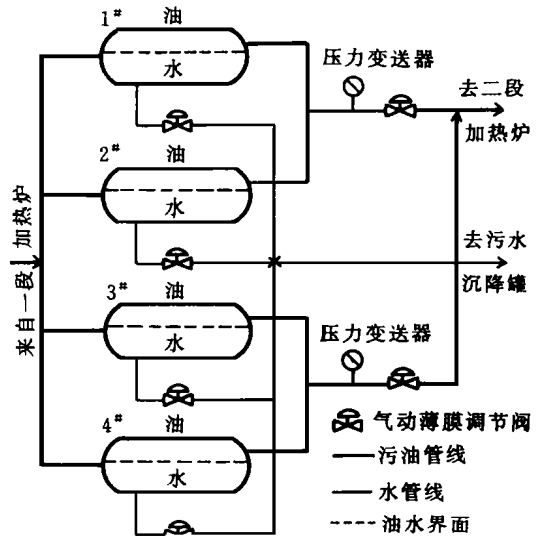 1#
油
水
压力变送器
去二段
加热炉
2#
油
水
来自一段加热炉
去污水
沉降罐
3#
油
水
压力变送器
4#
油
水
气动薄膜调节阀
污油管线
水管线
油水界面